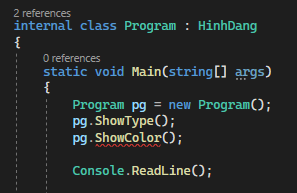 2 references
internal class Program : HinhDang
{
0 references
static void Main(string[] args)
{
Program pg = new Program();
pg.ShowType();
pg.ShowColor();
Console.ReadLine();